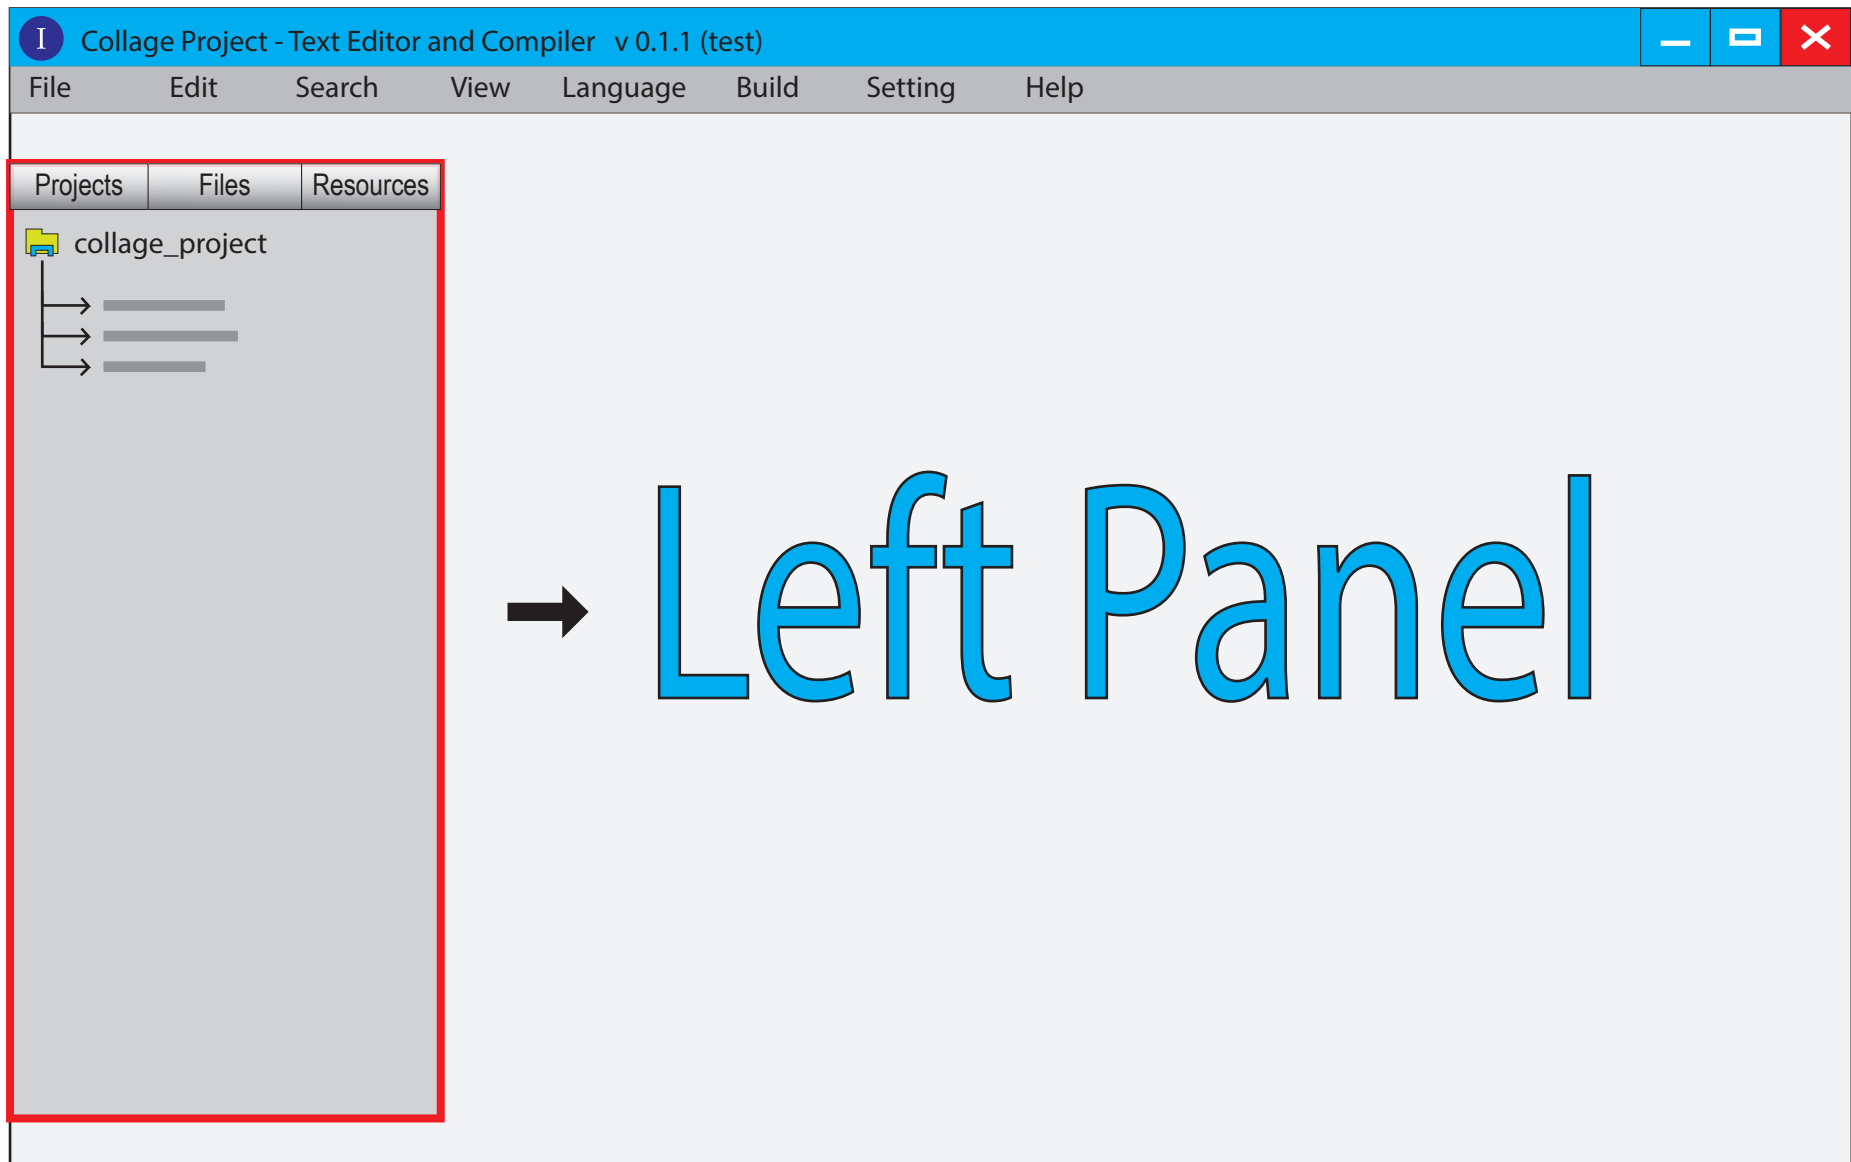 I Collage Project - Text Editor and Compiler v 0.1.1 (test)
File Edit Search View Language Build Setting Help
Projects Files Resources
collage_project
Left Panel